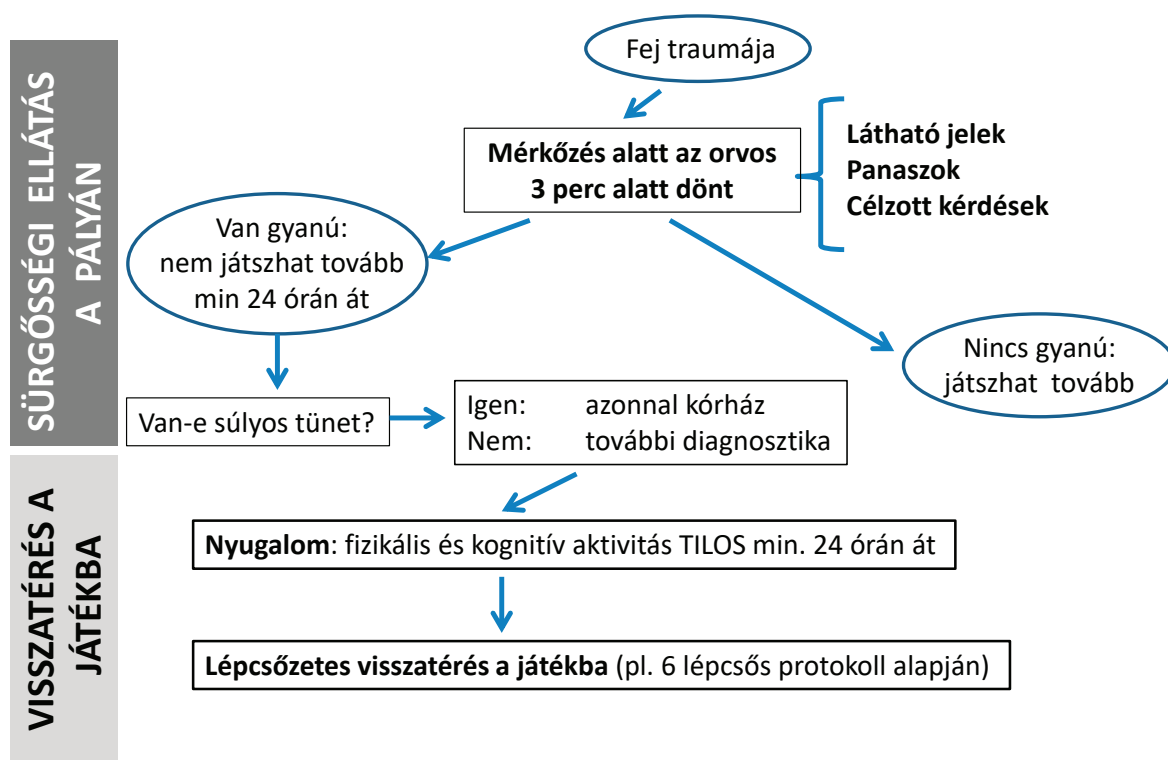 SÜRGŐSSÉGI ELLÁTÁS
A PÁLYÁN
Fej traumája
Mérkőzés alatt az orvos
3 perc alatt dönt
Látható jelek
Panaszok
Célzott kérdések
Van gyanú:
nem játszhat tovább
min 24 órán át
Nincs gyanú:
játszhat tovább
Van-e súlyos tünet?
Igen: azonnal kórház
Nem: további diagnosztika
VISSZATÉRÉS A
JÁTÉKBA
Nyugalom: fizikális és kognitív aktivitás TILOS min. 24 órán át
Lépcsőzetes visszatérés a játékba (pl. 6 lépcsős protokoll alapján)